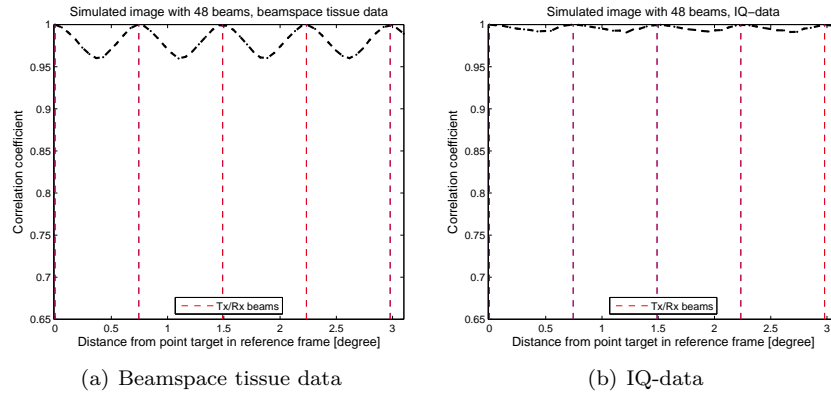 Simulated image with 48 beams, beamspace tissue data
1
0.95
0.9
0.85
0.8
0.75
0.7
0.65
Correlation coefficient
Tx/Rx beams
0 0.5 1 1.5 2 2.5 3
Distance from point target in reference frame [degree]
(a) Beamspace tissue data
Simulated image with 48 beams, IQ−data
1
0.95
0.9
0.85
0.8
0.75
0.7
0.65
Correlation coefficient
Tx/Rx beams
0 0.5 1 1.5 2 2.5 3
Distance from point target in reference frame [degree]
(b) IQ-data